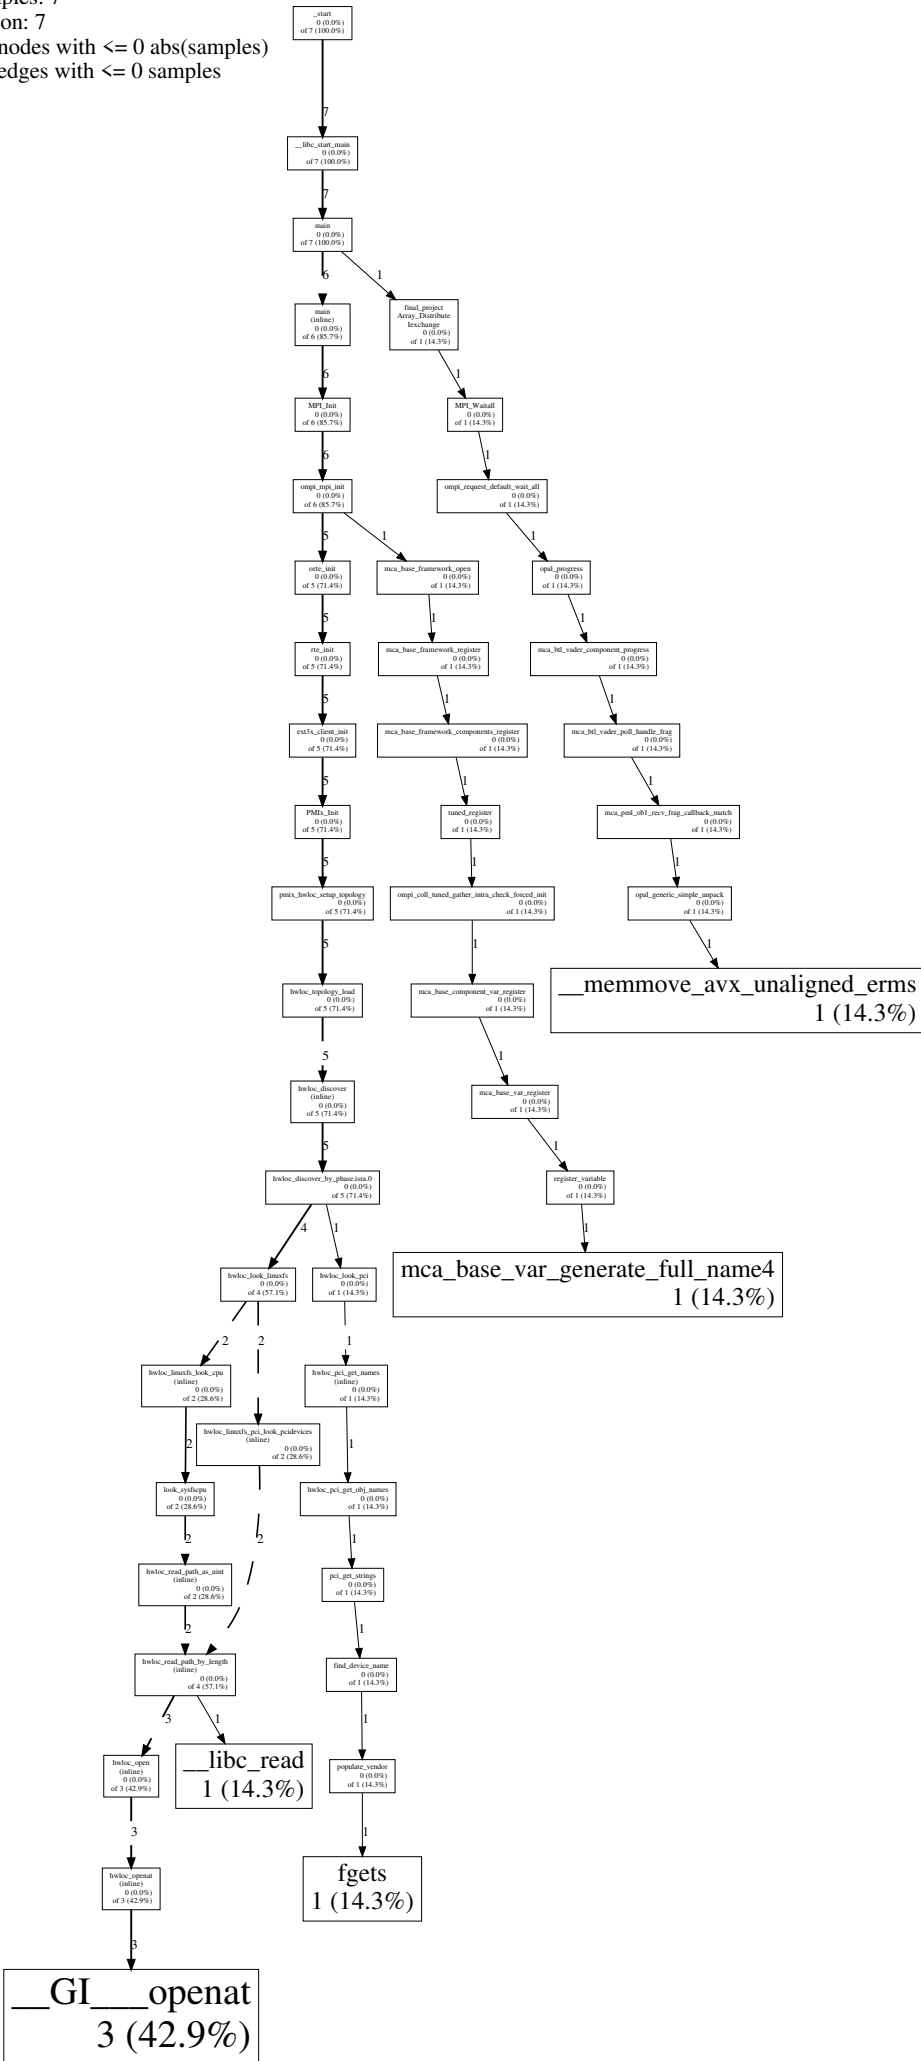 ples: 7
on: 7
nodes with <= 0 abs(samples)
edges with <= 0 samples
_start
0 (0.0%)
of 7 (100.0%)
7
__libc_start_main
0 (0.0%)
of 7 (100.0%)
7
main
0 (0.0%)
of 7 (100.0%)
6
1
main
(inline)
0 (0.0%)
of 6 (85.7%)
final_project
Array_Distribute
Iexchange
0 (0.0%)
of 1 (14.3%)
6
1
MPI_Init
0 (0.0%)
of 6 (85.7%)
MPI_Waitall
0 (0.0%)
of 1 (14.3%)
6
1
ompi_mpi_init
0 (0.0%)
of 6 (85.7%)
ompi_request_default_wait_all
0 (0.0%)
of 1 (14.3%)
5
1
1
orte_init
0 (0.0%)
of 5 (71.4%)
mca_base_framework_open
0 (0.0%)
of 1 (14.3%)
opal_progress
0 (0.0%)
of 1 (14.3%)
5
1
1
rte_init
0 (0.0%)
of 5 (71.4%)
mca_base_framework_register
0 (0.0%)
of 1 (14.3%)
mca_btl_vader_component_progress
0 (0.0%)
of 1 (14.3%)
5
1
1
ext3x_client_init
0 (0.0%)
of 5 (71.4%)
mca_base_framework_components_register
0 (0.0%)
of 1 (14.3%)
mca_btl_vader_poll_handle_frag
0 (0.0%)
of 1 (14.3%)
5
1
1
PMIx_Init
0 (0.0%)
of 5 (71.4%)
tuned_register
0 (0.0%)
of 1 (14.3%)
mca_pml_ob1_recv_frag_callback_match
0 (0.0%)
of 1 (14.3%)
5
1
1
pmix_hwloc_setup_topology
0 (0.0%)
of 5 (71.4%)
ompi_coll_tuned_gather_intra_check_forced_init
0 (0.0%)
of 1 (14.3%)
opal_generic_simple_unpack
0 (0.0%)
of 1 (14.3%)
5
1
1
hwloc_topology_load
0 (0.0%)
of 5 (71.4%)
mca_base_component_var_register
0 (0.0%)
of 1 (14.3%)
__memmove_avx_unaligned_erms
1 (14.3%)
5
1
hwloc_discover
(inline)
0 (0.0%)
of 5 (71.4%)
mca_base_var_register
0 (0.0%)
of 1 (14.3%)
5
1
hwloc_discover_by_phase.isra.0
0 (0.0%)
of 5 (71.4%)
register_variable
0 (0.0%)
of 1 (14.3%)
4
1
1
hwloc_look_linuxfs
0 (0.0%)
of 4 (57.1%)
hwloc_look_pci
0 (0.0%)
of 1 (14.3%)
mca_base_var_generate_full_name4
1 (14.3%)
2
2
1
hwloc_linuxfs_look_cpu
(inline)
0 (0.0%)
of 2 (28.6%)
hwloc_pci_get_names
(inline)
0 (0.0%)
of 1 (14.3%)
hwloc_linuxfs_pci_look_pcidevices
(inline)
0 (0.0%)
of 2 (28.6%)
2
1
look_sysfscpu
0 (0.0%)
of 2 (28.6%)
hwloc_pci_get_obj_names
0 (0.0%)
of 1 (14.3%)
2
2
1
hwloc_read_path_as_uint
(inline)
0 (0.0%)
of 2 (28.6%)
pci_get_strings
0 (0.0%)
of 1 (14.3%)
2
1
hwloc_read_path_by_length
(inline)
0 (0.0%)
of 4 (57.1%)
find_device_name
0 (0.0%)
of 1 (14.3%)
3
1
1
hwloc_open
(inline)
0 (0.0%)
of 3 (42.9%)
__libc_read
1 (14.3%)
populate_vendor
0 (0.0%)
of 1 (14.3%)
3
1
hwloc_openat
(inline)
0 (0.0%)
of 3 (42.9%)
fgets
1 (14.3%)
3
__GI___openat
3 (42.9%)